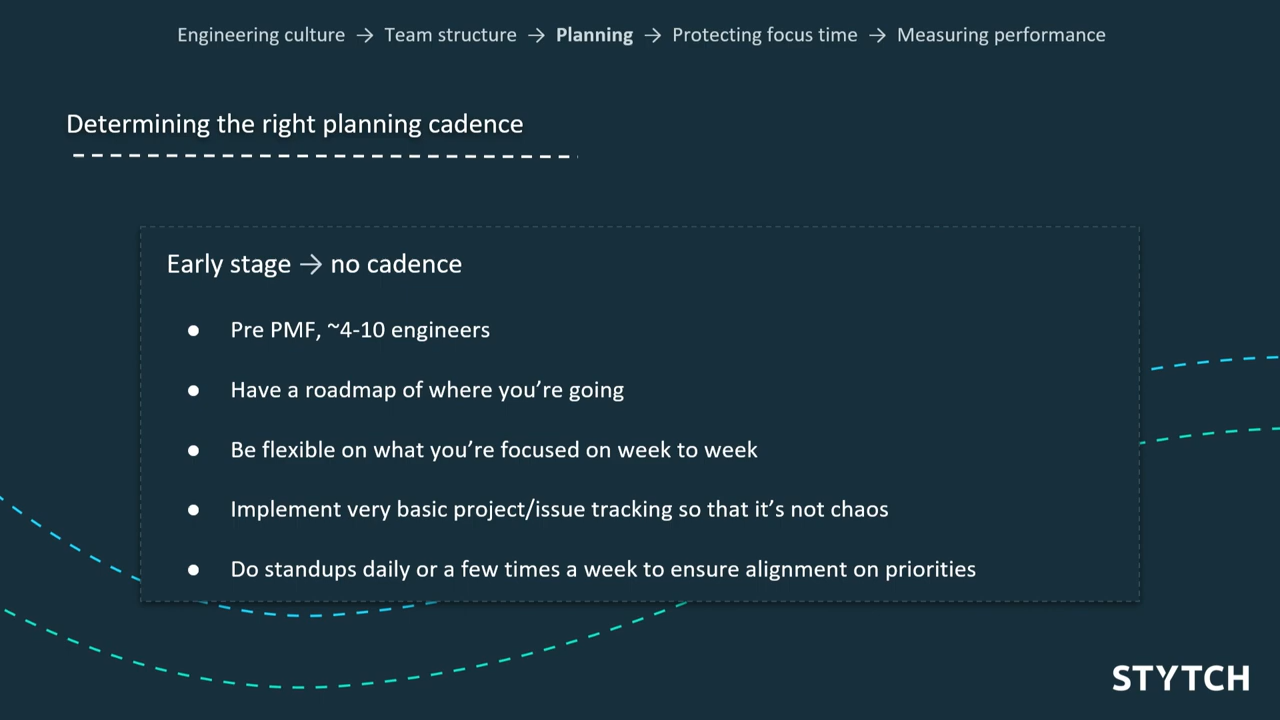 Engineering culture → Team structure → Planning → Protecting focus time → Measuring performance
Determining the right planning cadence
Early stage → no cadence
● Pre PMF, ~4-10 engineers
● Have a roadmap of where you’re going
● Be flexible on what you’re focused on week to week
● Implement very basic project/issue tracking so that it’s not chaos
● Do standups daily or a few times a week to ensure alignment on priorities
STYTCH